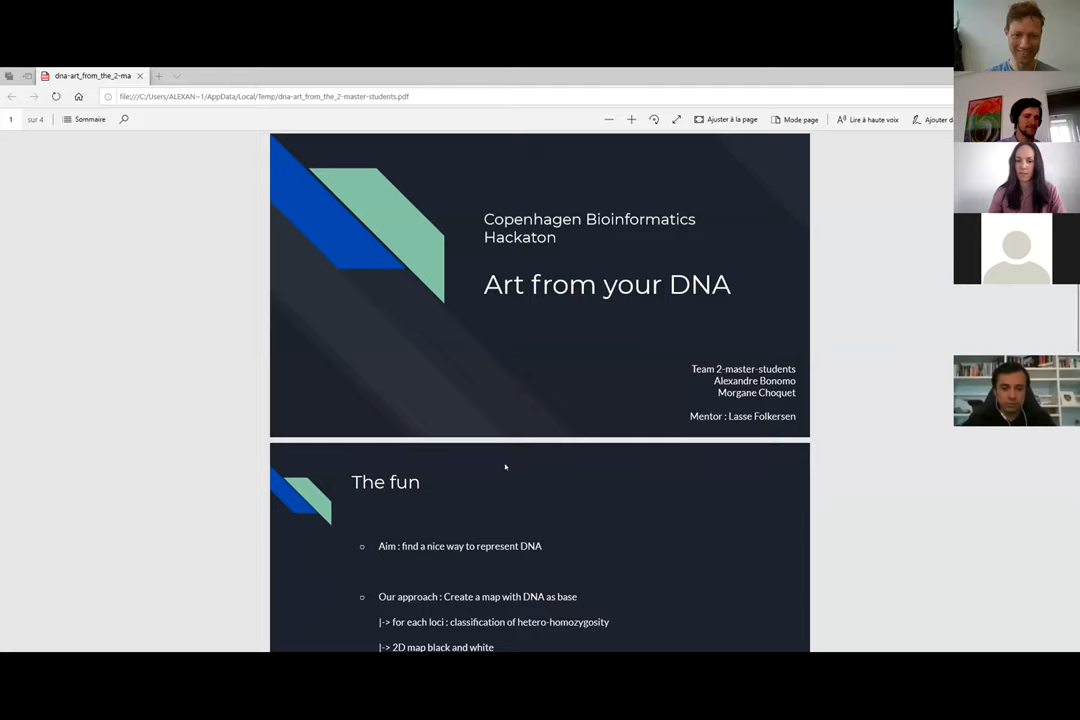 dna-art_from_the_2-ma
file:///C:/Users/ALEXAN~1/AppData/Local/Temp/dna-art_from_the_2-master-students.pdf
1 sur 4 Sommaire Ajuster à la page Mode page Lire à haute voix Ajouter de
Copenhagen Bioinformatics
Hackaton
Art from your DNA
Team 2-master-students
Alexandre Bonomo
Morgane Choquet
Mentor : Lasse Folkersen
The fun
Aim : find a nice way to represent DNA
Our approach : Create a map with DNA as base
|-> for each loci : classification of hetero-homozygosity
|-> 2D map black and white